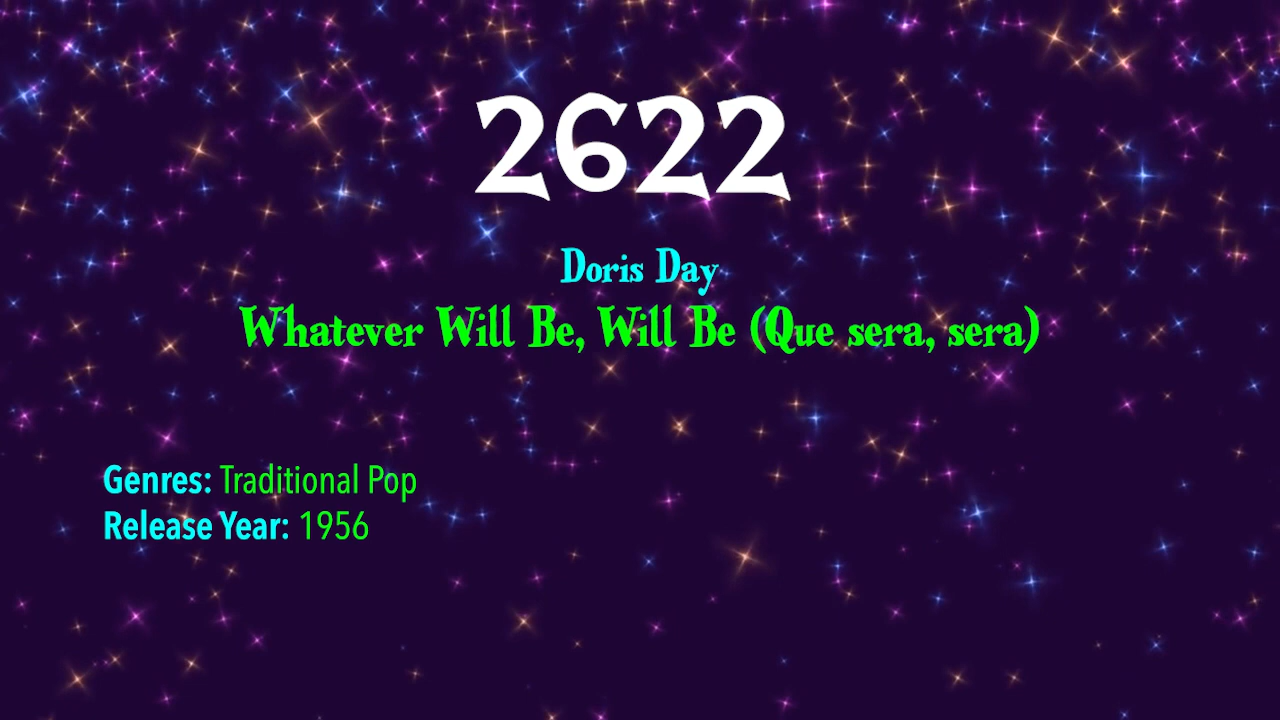 2622
Doris Day
Whatever Will Be, Will Be (Que sera, sera)
Genres: Traditional Pop
Release Year: 1956